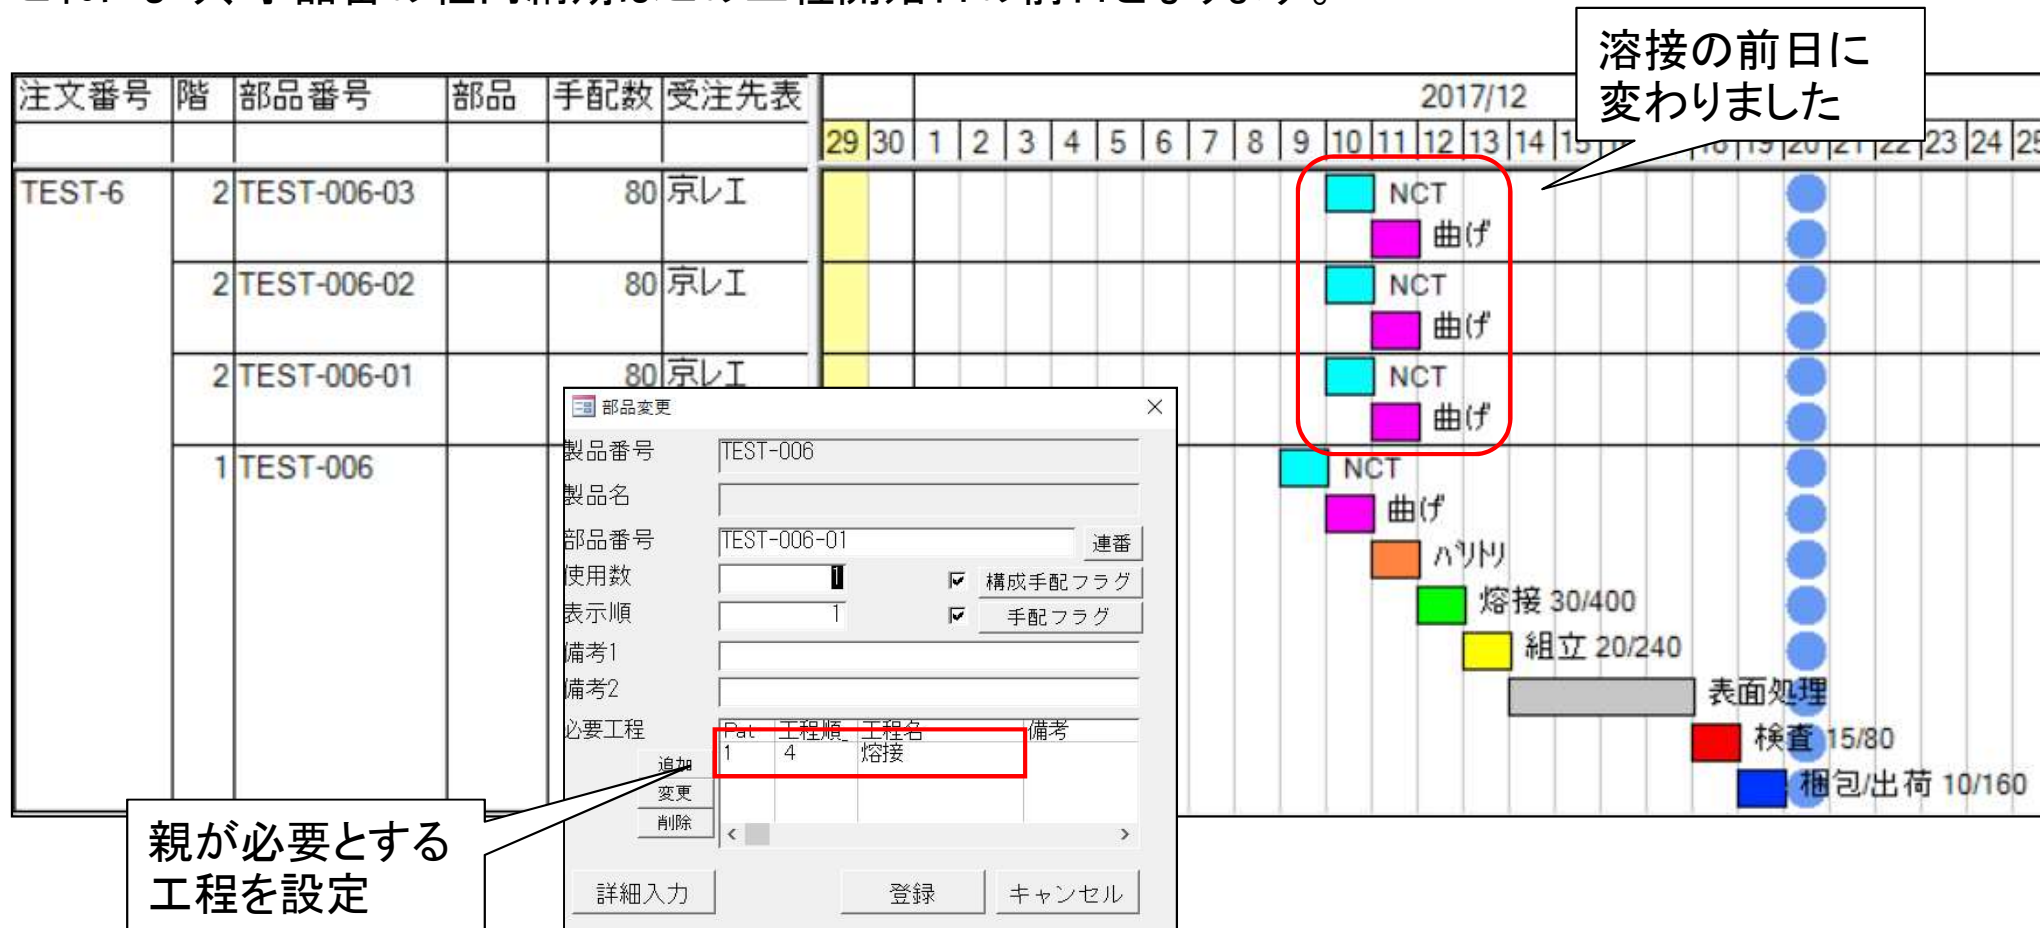 溶接の前日に
変わりました
注文番号 階 部品番号 部品 手配数 受注先表 2017/12
29 30 1 2 3 4 5 6 7 8 9 10 11 12 13 14 15 18 19 20 21 22 23 24 25
TEST-6 2 TEST-006-03 80 京レエ NCT
曲げ
2 TEST-006-02 80 京レエ NCT
曲げ
2 TEST-006-01 80 京レエ NCT
曲げ
1 TEST-006 NCT
曲げ
バリトリ
熔接 30/400
組立 20/240
表面処理
検査 15/80
梱包/出荷 10/160
部品変更
製品番号 TEST-006
製品名
部品番号 TEST-006-01 連番
使用数 1 構成手配フラグ
表示順 1 手配フラグ
備考1
備考2
必要工程 Pat 工程順_ 工程名 備考
追加 1 4 熔接
変更
削除
詳細入力 登録 キャンセル
親が必要とする
工程を設定